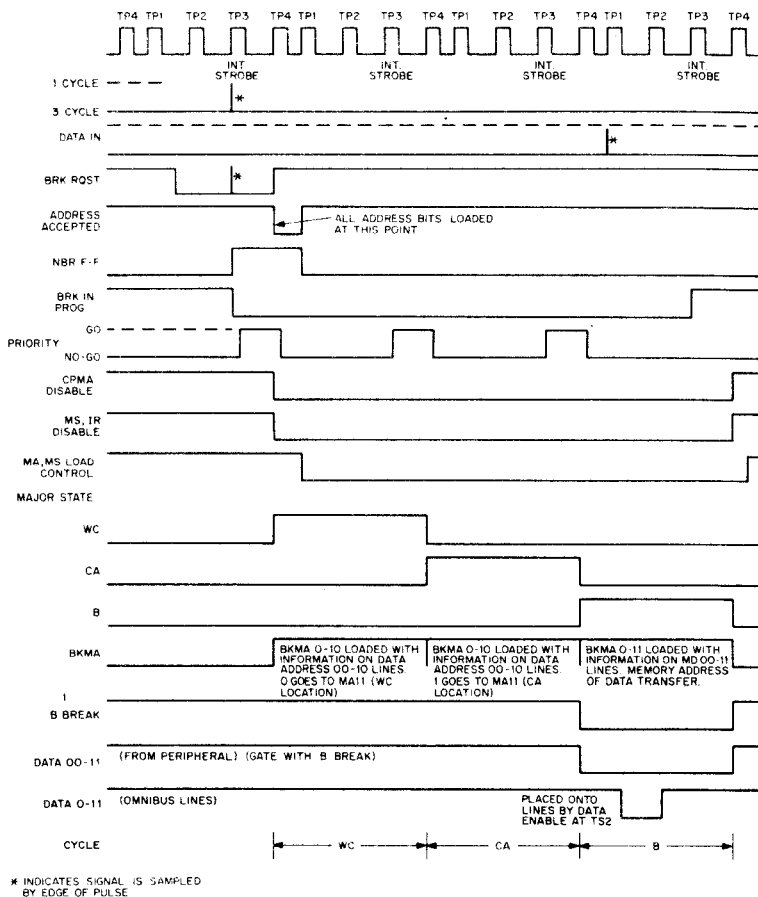 TP4 TP1 TP2 TP3 TP4 TP1 TP2 TP3 TP4 TP1 TP2 TP3 TP4 TP1 TP2 TP3 TP4
INT. STROBE INT. STROBE INT. STROBE INT. STROBE
1 CYCLE
*
3 CYCLE
DATA IN *
BRK RQST *
ADDRESS
ACCEPTED
ALL ADDRESS BITS LOADED
AT THIS POINT
NBR F-F
BRK IN
PROG
GO
PRIORITY
NO-GO
CPMA
DISABLE
MS, IR
DISABLE
MA,MS LOAD
CONTROL
MAJOR STATE
WC
CA
B
BKMA
BKMA 0-10 LOADED WITH
INFORMATION ON DATA
ADDRESS 00-10 LINES.
0 GOES TO MA11 (WC
LOCATION)
BKMA 0-10 LOADED WITH
INFORMATION ON DATA
ADDRESS 00-10 LINES.
1 GOES TO MA11 (CA
LOCATION)
BKMA 0-11 LOADED WITH
INFORMATION ON MD 00-11
LINES. MEMORY ADDRESS
OF DATA TRANSFER.
1
B BREAK
DATA 00-11 (FROM PERIPHERAL) (GATE WITH B BREAK)
DATA 0-11 (OMNIBUS LINES)
PLACED ONTO
LINES BY DATA
ENABLE AT TS2
CYCLE WC CA B
* INDICATES SIGNAL IS SAMPLED
BY EDGE OF PULSE